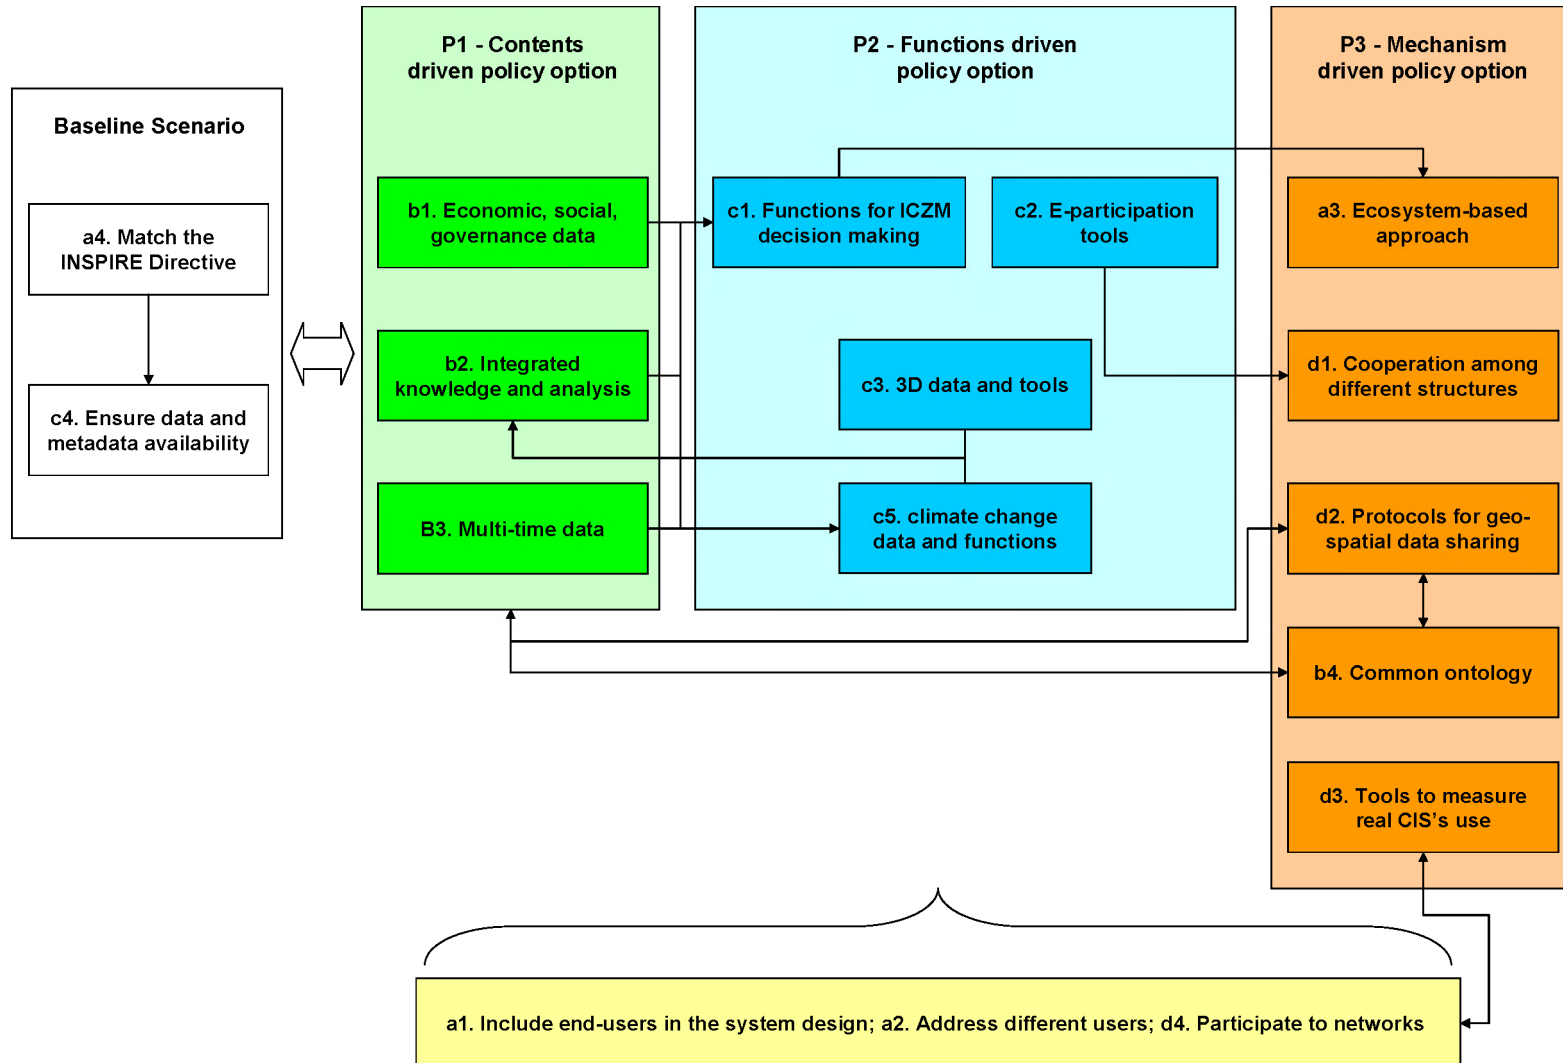 P1 - Contents
driven policy option
P2 - Functions driven
policy option
P3 - Mechanism
driven policy option
Baseline Scenario
a4. Match the
INSPIRE Directive
c4. Ensure data and
metadata availability
b1. Economic, social,
governance data
b2. Integrated
knowledge and analysis
B3. Multi-time data
c1. Functions for ICZM
decision making
c2. E-participation
tools
c3. 3D data and tools
c5. climate change
data and functions
a3. Ecosystem-based
approach
d1. Cooperation among
different structures
d2. Protocols for geo-
spatial data sharing
b4. Common ontology
d3. Tools to measure
real CIS's use
a1. Include end-users in the system design; a2. Address different users; d4. Participate to networks